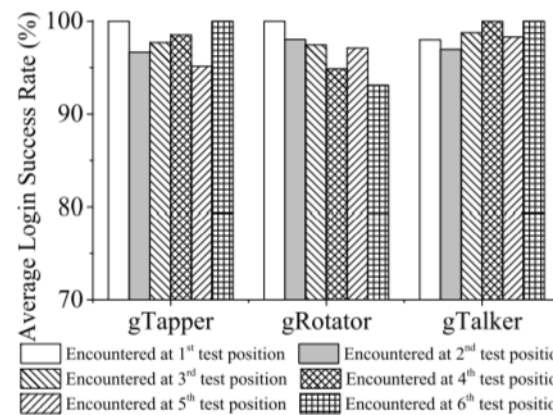 Average Login Success Rate (%)
100
90
80
70
gTapper gRotator gTalker
Encountered at 1st test position Encountered at 2nd test positio
Encountered at 3rd test position Encountered at 4th test positio
Encountered at 5th test position Encountered at 6th test positio